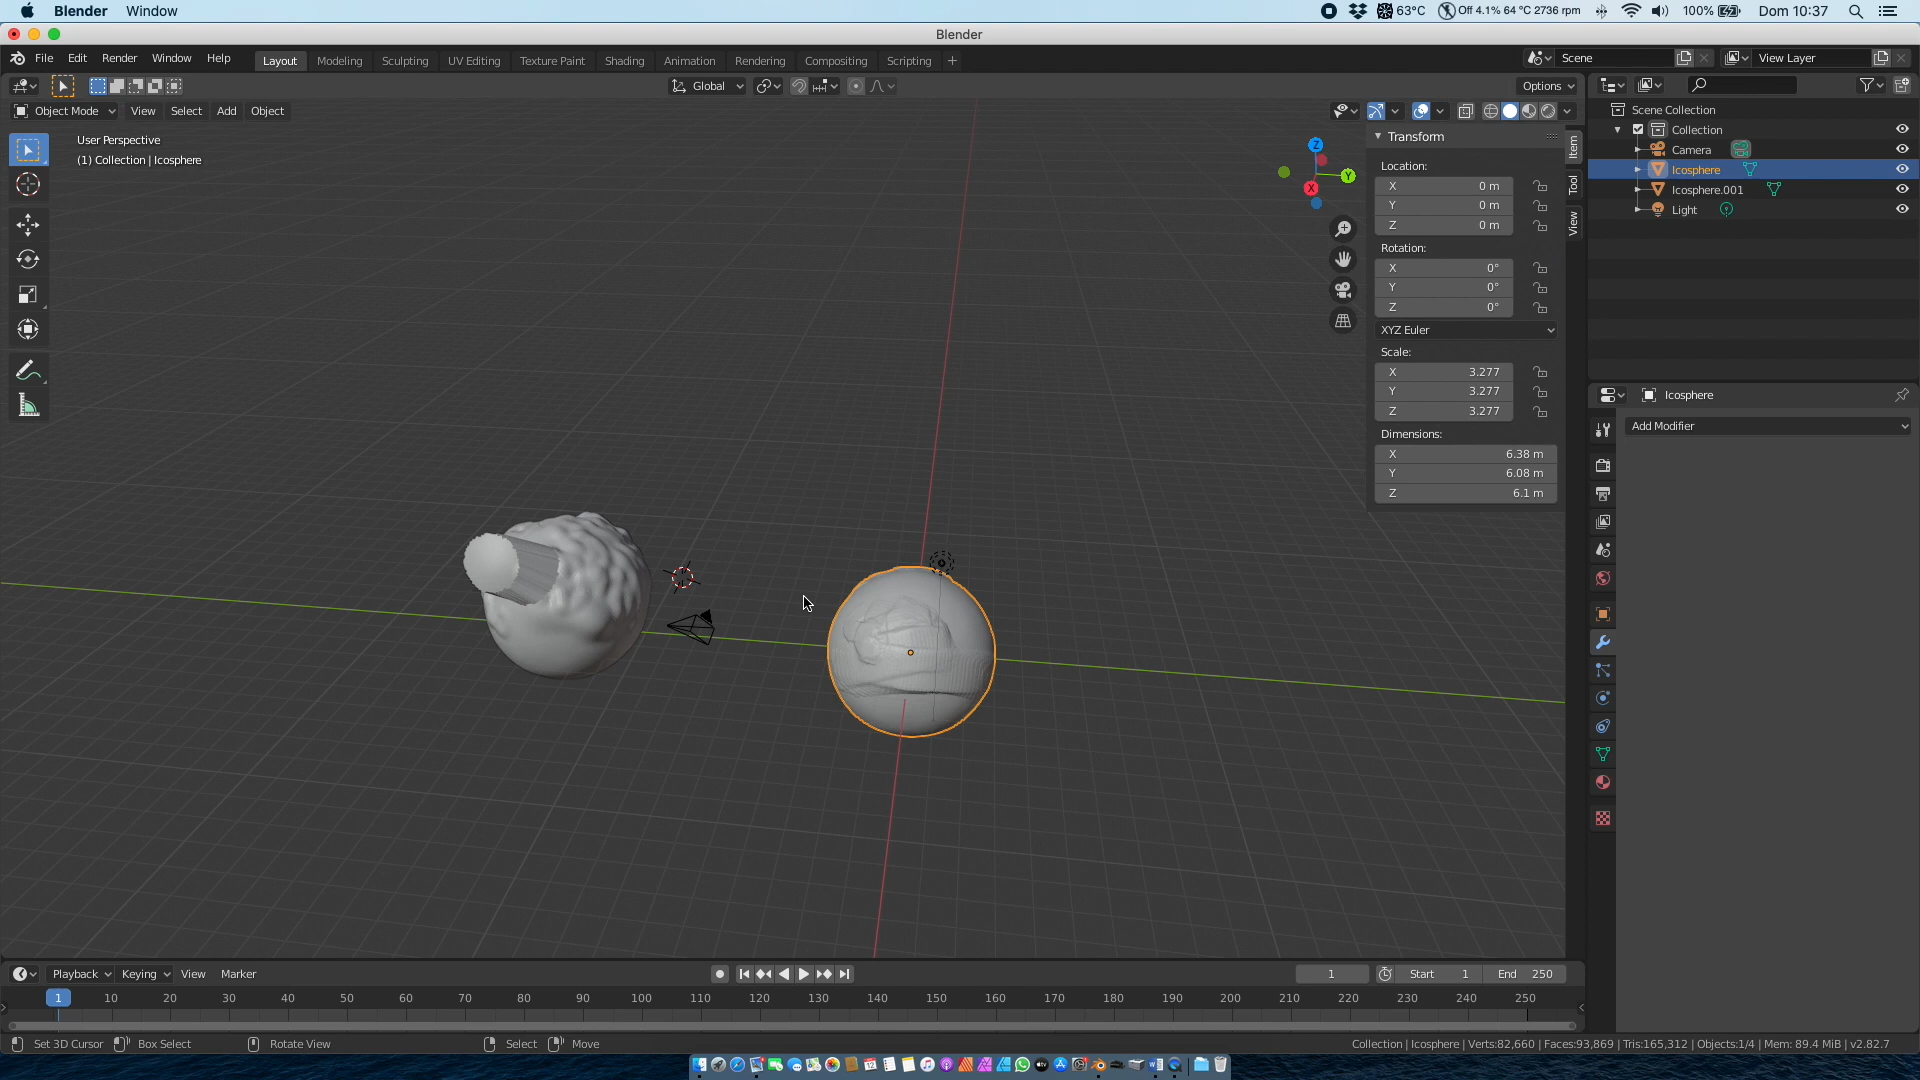 Blender Window
63°C Off 4.1% 64 °C 2736 rpm 100% Dom 10:37
Blender
File Edit Render Window Help
Layout Modeling Sculpting UV Editing Texture Paint Shading Animation Rendering Compositing Scripting +
Scene View Layer
Global Options
Object Mode View Select Add Object
User Perspective
(1) Collection | Icosphere
Z
Y
X
Transform
Location:
X 0 m
Y 0 m
Z 0 m
Rotation:
X 0°
Y 0°
Z 0°
XYZ Euler
Scale:
X 3.277
Y 3.277
Z 3.277
Dimensions:
X 6.38 m
Y 6.08 m
Z 6.1 m
Item
Tool
View
Scene Collection
Collection
Camera
Icosphere
Icosphere.001
Light
Icosphere
Add Modifier
Playback Keying View Marker
1 Start 1 End 250
1 10 20 30 40 50 60 70 80 90 100 110 120 130 140 150 160 170 180 190 200 210 220 230 240 250
Set 3D Cursor Box Select Rotate View Select Move
Collection | Icosphere | Verts:82,660 | Faces:93,869 | Tris:165,312 | Objects:1/4 | Mem: 89.4 MiB | v2.82.7